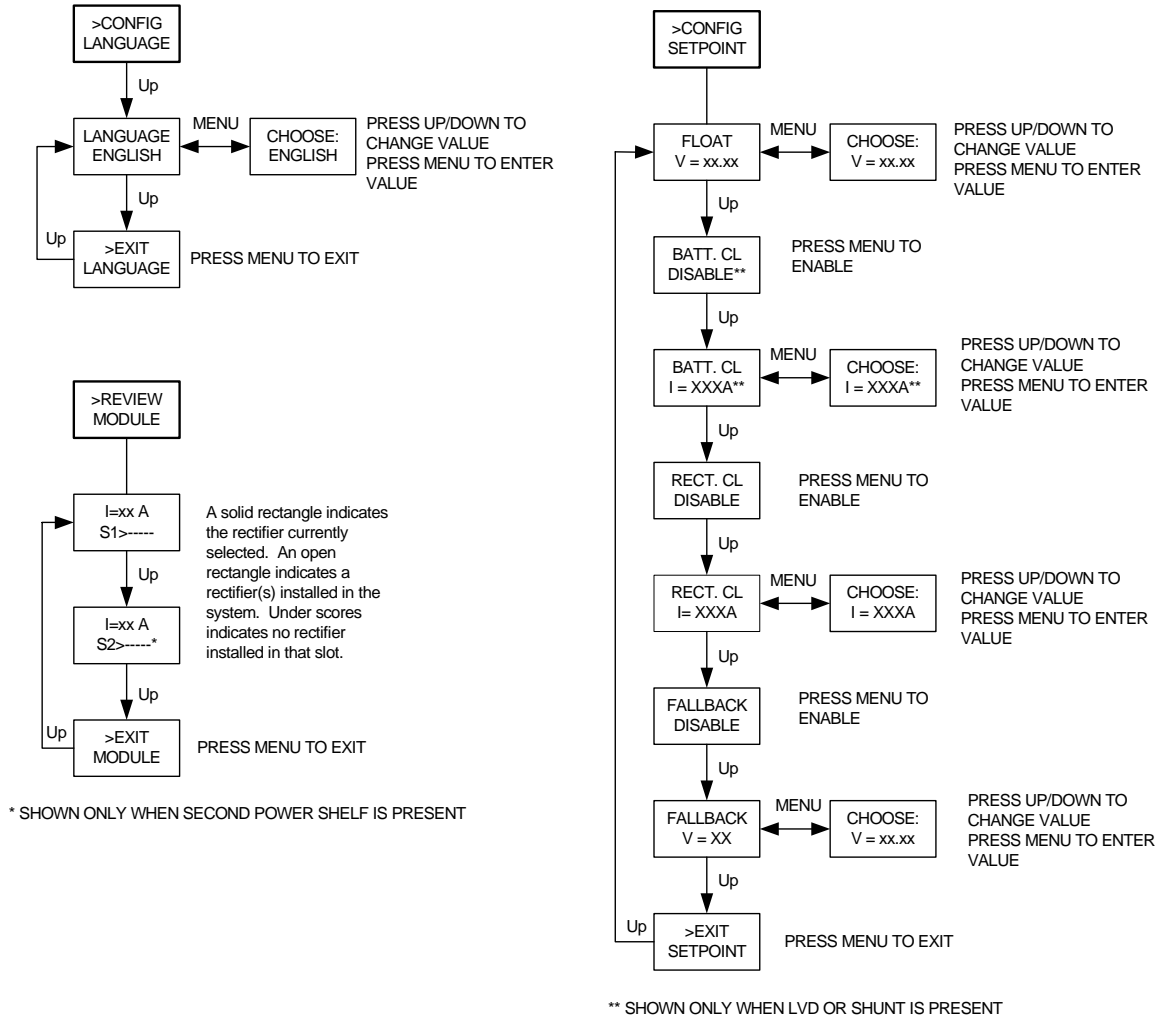 >CONFIG
LANGUAGE
Up
LANGUAGE
ENGLISH
MENU
CHOOSE:
ENGLISH
PRESS UP/DOWN TO
CHANGE VALUE
PRESS MENU TO ENTER
VALUE
Up
Up
>EXIT
LANGUAGE
PRESS MENU TO EXIT
>REVIEW
MODULE
I=xx A
S1>-----
A solid rectangle indicates
the rectifier currently
selected. An open
rectangle indicates a
rectifier(s) installed in the
system. Under scores
indicates no rectifier
installed in that slot.
Up
I=xx A
S2>-----*
Up
Up
>EXIT
MODULE
PRESS MENU TO EXIT
* SHOWN ONLY WHEN SECOND POWER SHELF IS PRESENT
>CONFIG
SETPOINT
FLOAT
V = xx.xx
MENU
CHOOSE:
V = xx.xx
PRESS UP/DOWN TO
CHANGE VALUE
PRESS MENU TO ENTER
VALUE
Up
BATT. CL
DISABLE**
PRESS MENU TO
ENABLE
Up
BATT. CL
I = XXXA**
MENU
CHOOSE:
I = XXXA**
PRESS UP/DOWN TO
CHANGE VALUE
PRESS MENU TO ENTER
VALUE
Up
RECT. CL
DISABLE
PRESS MENU TO
ENABLE
Up
RECT. CL
I= XXXA
MENU
CHOOSE:
I = XXXA
PRESS UP/DOWN TO
CHANGE VALUE
PRESS MENU TO ENTER
VALUE
Up
FALLBACK
DISABLE
PRESS MENU TO
ENABLE
Up
FALLBACK
V = XX
MENU
CHOOSE:
V = xx.xx
PRESS UP/DOWN TO
CHANGE VALUE
PRESS MENU TO ENTER
VALUE
Up
Up
>EXIT
SETPOINT
PRESS MENU TO EXIT
** SHOWN ONLY WHEN LVD OR SHUNT IS PRESENT